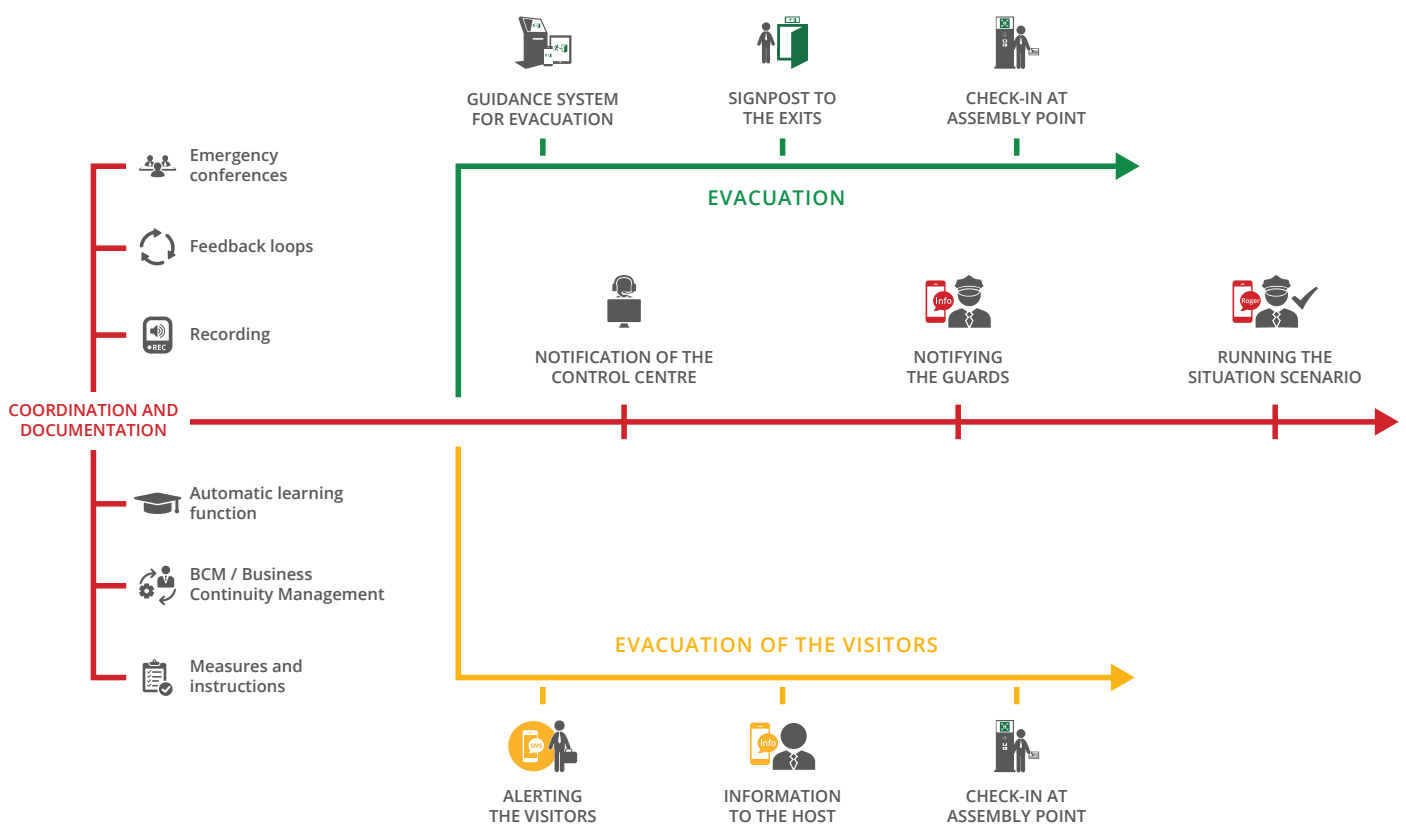 GUIDANCE SYSTEM
FOR EVACUATION
SIGNPOST TO
THE EXITS
CHECK-IN AT
ASSEMBLY POINT
EVACUATION
Emergency
conferences
Feedback loops
REC
Recording
COORDINATION AND
DOCUMENTATION
Automatic learning
function
BCM / Business
Continuity Management
Measures and
instructions
NOTIFICATION OF THE
CONTROL CENTRE
Info
NOTIFYING
THE GUARDS
Roger
RUNNING THE
SITUATION SCENARIO
EVACUATION OF THE VISITORS
SMS
ALERTING
THE VISITORS
Info
INFORMATION
TO THE HOST
CHECK-IN AT
ASSEMBLY POINT